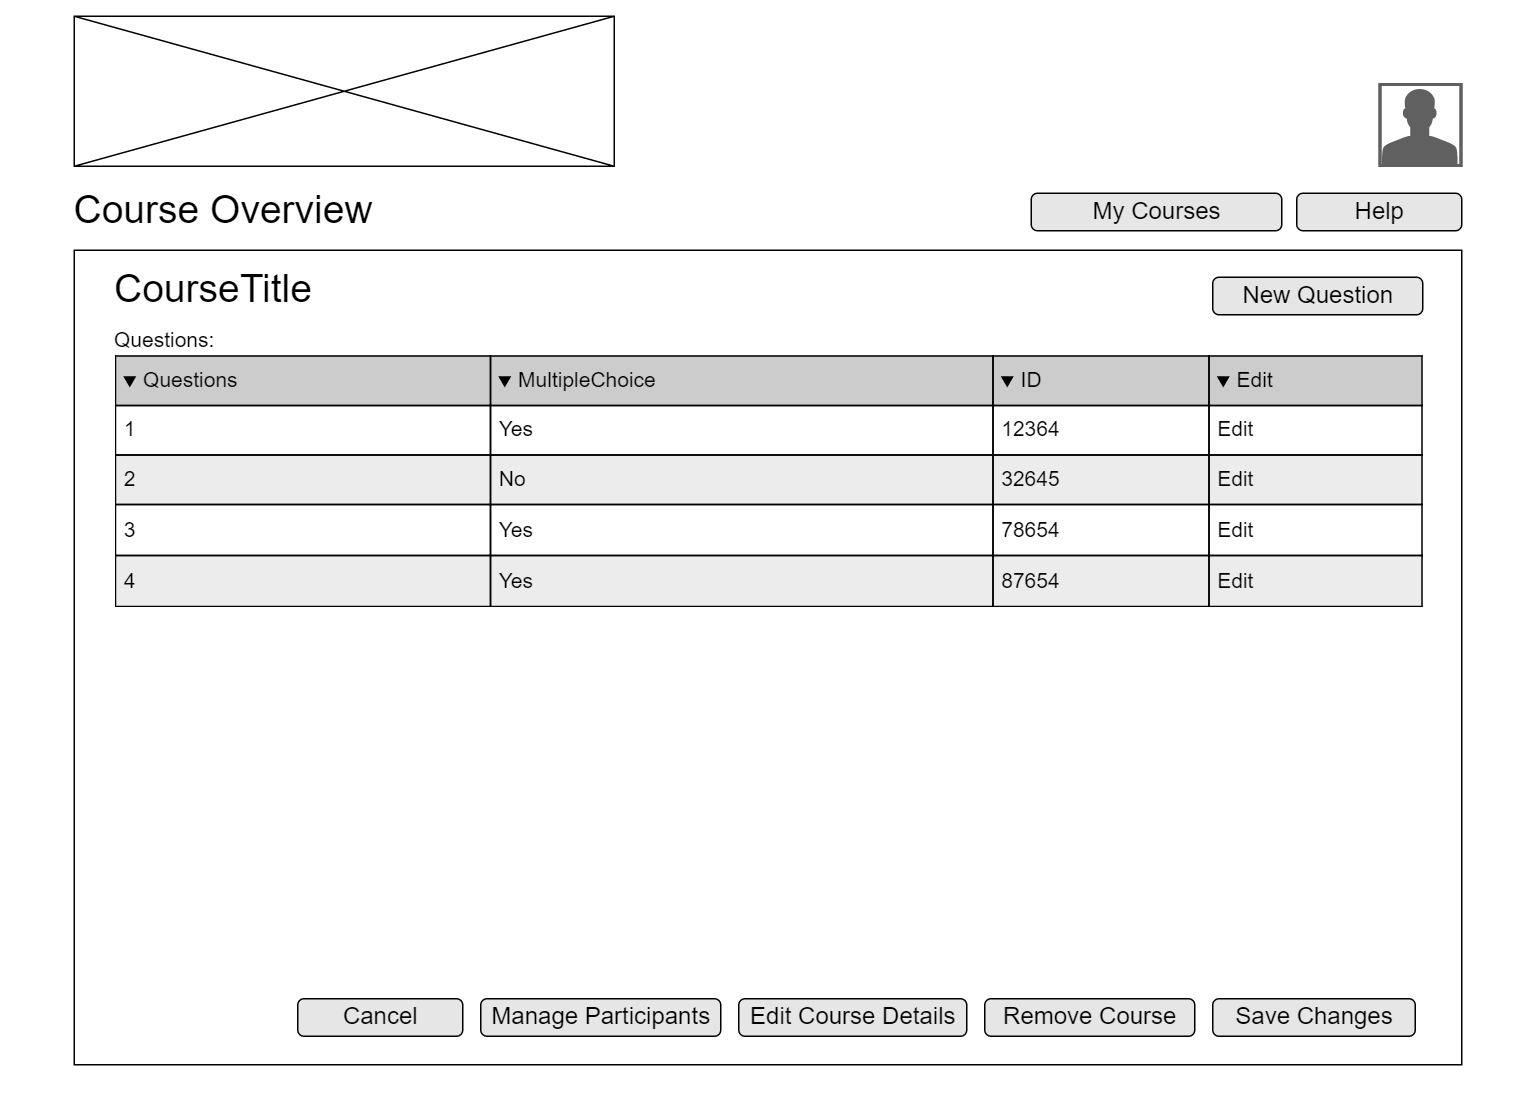 Course Overview
My Courses
Help
CourseTitle
New Question
Questions:
▼ Questions ▼ MultipleChoice ▼ ID ▼ Edit
1 Yes 12364 Edit
2 No 32645 Edit
3 Yes 78654 Edit
4 Yes 87654 Edit
Cancel
Manage Participants
Edit Course Details
Remove Course
Save Changes